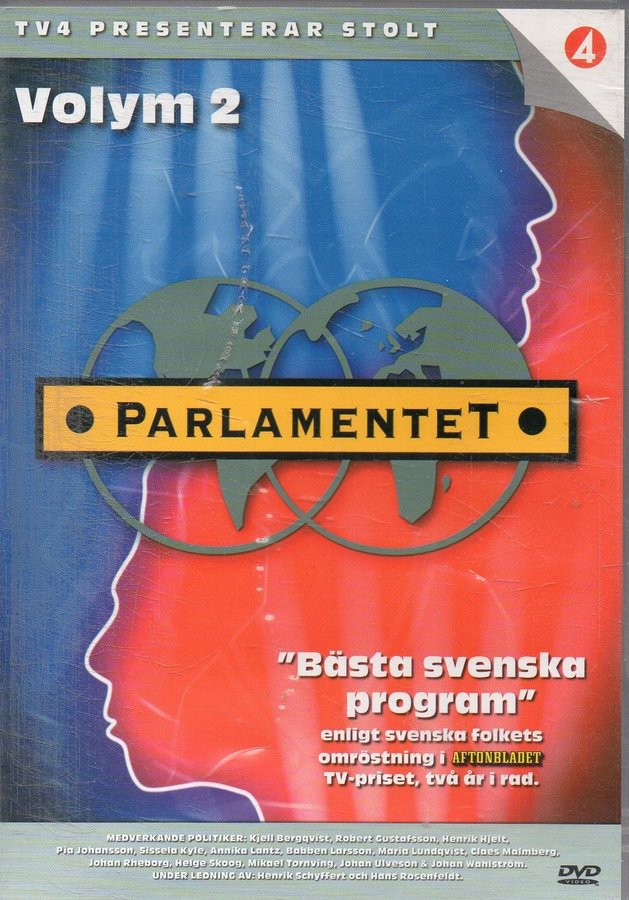 TV4 PRESENTERAR STOLT
4
Volym 2
• PARLAMENTET •
"Bästa svenska
program"
enligt svenska folkets
omröstning i AFTONBLADET
TV-priset, två år i rad.
MEDVERKANDE POLITIKER: Kjell Bergqvist, Robert Gustafsson, Henrik Hjelt,
Pia Johansson, Sissela Kyle, Annika Lantz, Babben Larsson, Maria Lundqvist, Claes Malmberg,
Johan Rheborg, Helge Skoog, Mikael Tornving, Johan Ulveson & Johan Wahlström.
UNDER LEDNING AV: Henrik Schyffert och Hans Rosenfeldt.
DVD
VIDEO